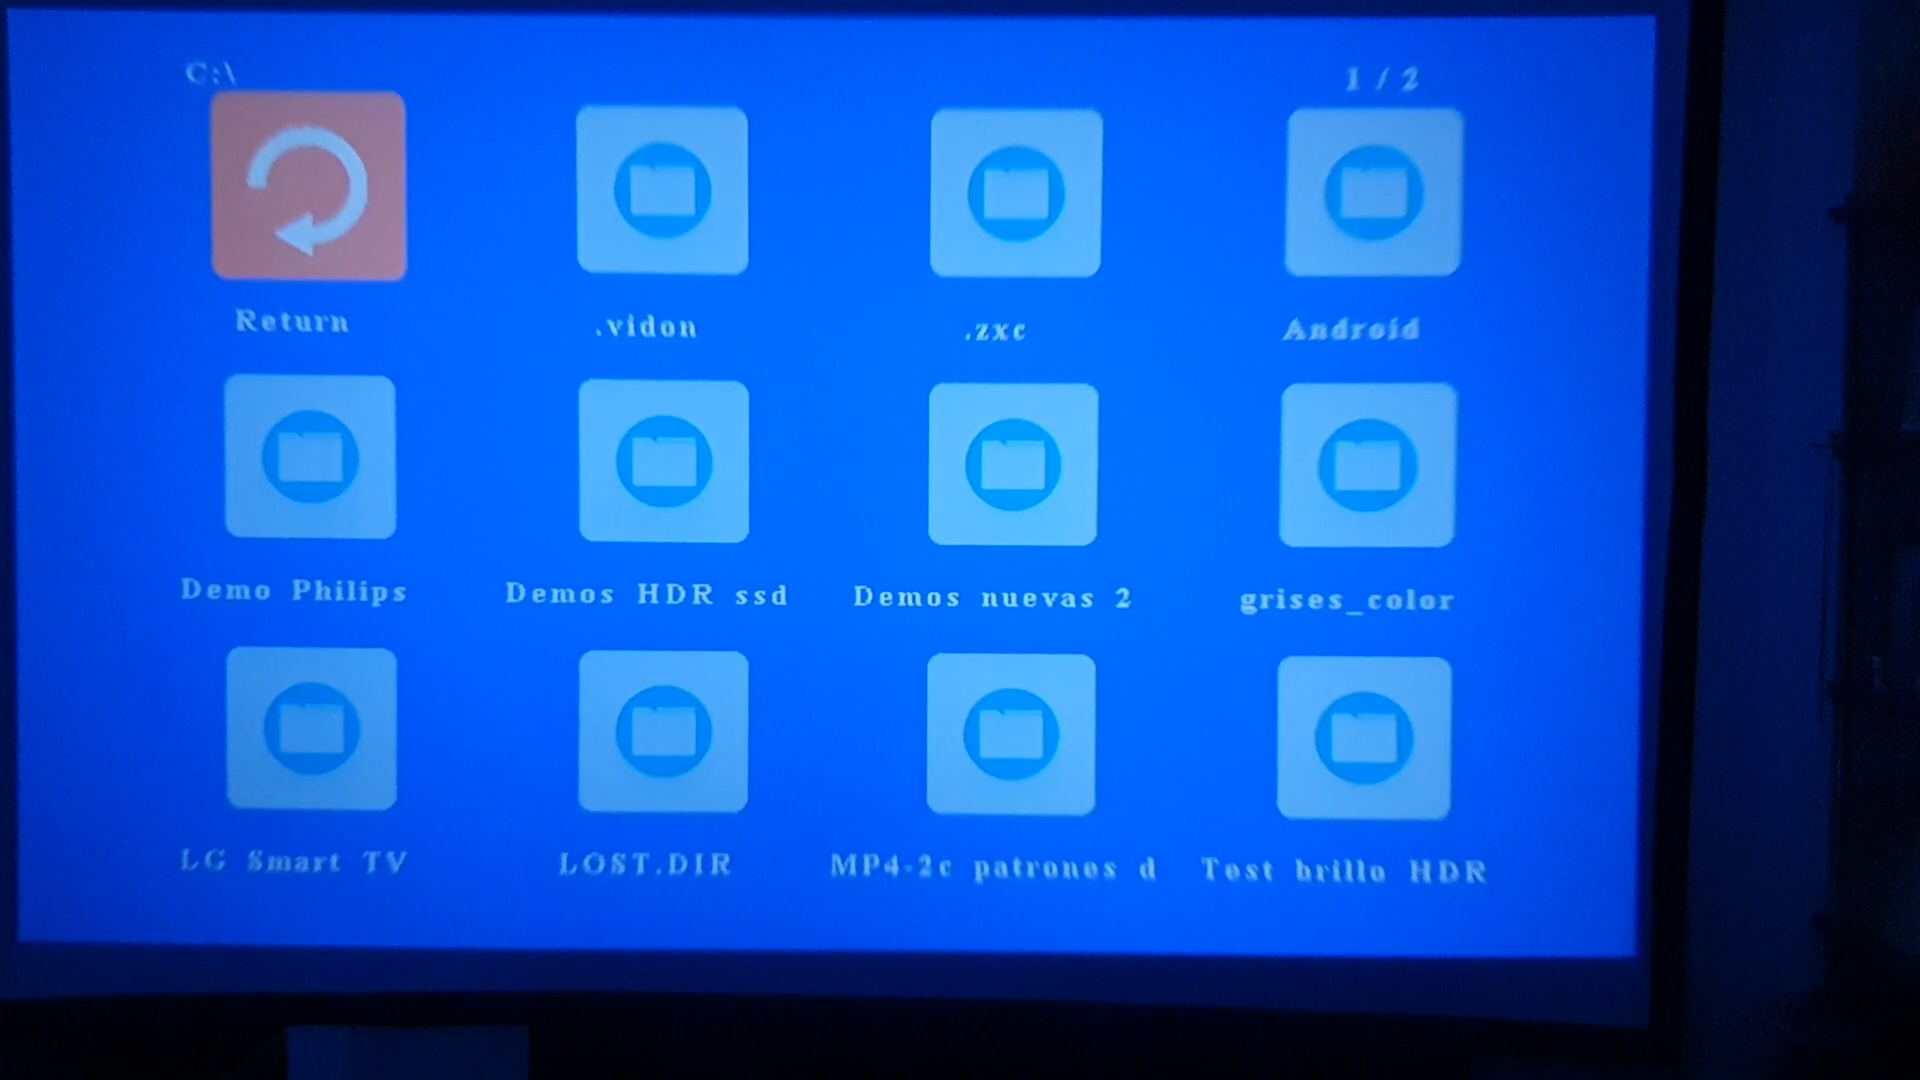 C:\ 1 / 2
Return .vidon .zxc Android
Demo Philips Demos HDR ssd Demos nuevas 2 grises_color
LG Smart TV LOST.DIR MP4-2c patrones d Test brillo HDR